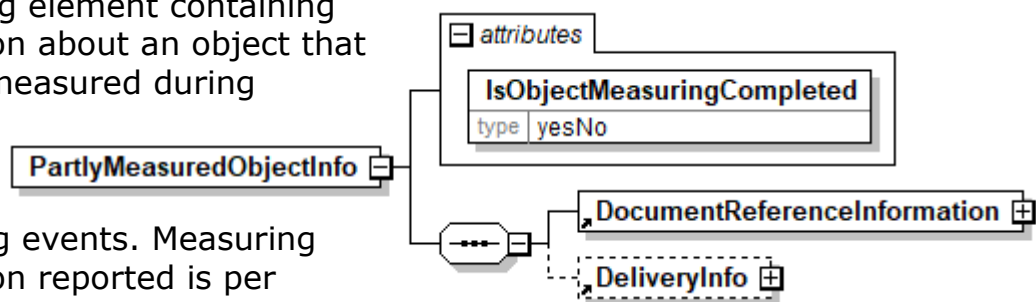 g element containing
on about an object that
measured during
g events. Measuring
on reported is per
attributes
IsObjectMeasuringCompleted
type yesNo
PartlyMeasuredObjectInfo
DocumentReferenceInformation
DeliveryInfo